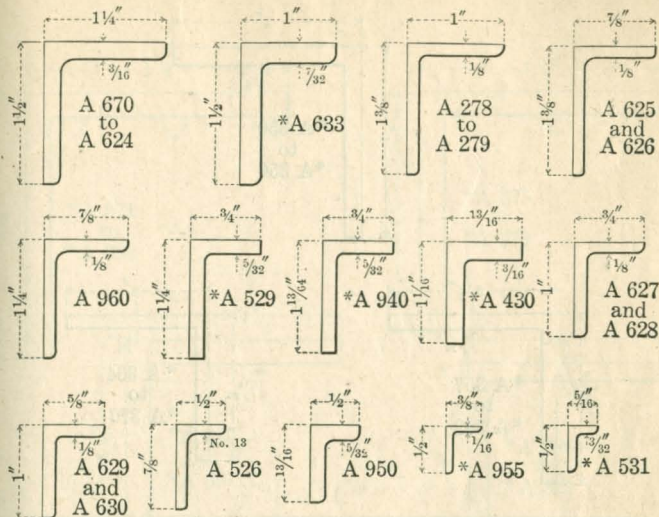 1¼″
1½″
3/16″
A 670
to
A 624
1″
1½″
7/32″
*A 633
1″
1⅜″
⅛″
A 278
to
A 279
⅞″
1⅜″
⅛″
A 625
and
A 626
⅞″
1¼″
⅛″
A 960
¾″
1¼″
5/32″
*A 529
¾″
1 13/64″
5/32″
*A 940
13/16″
1 1/16″
3/16″
*A 430
¾″
1″
⅛″
A 627
and
A 628
⅝″
1″
⅛″
A 629
and
A 630
½″
⅞″
No. 13
A 526
½″
13/16″
5/32″
A 950
⅜″
½″
1/16″
*A 955
5/16″
½″
3/32″
*A 531